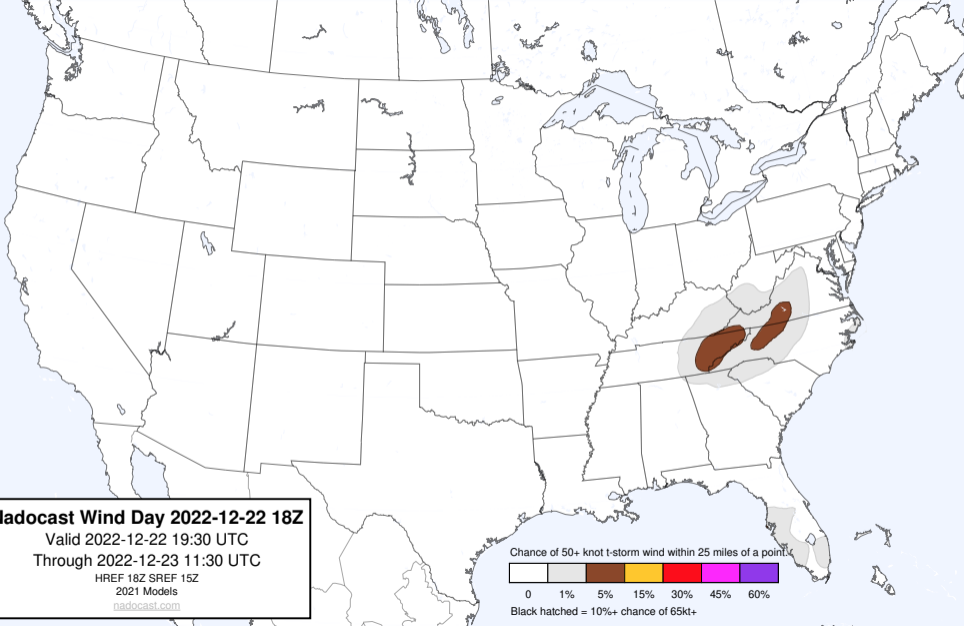 Nadocast Wind Day 2022-12-22 18Z
Valid 2022-12-22 19:30 UTC
Through 2022-12-23 11:30 UTC
HREF 18Z SREF 15Z
2021 Models
nadocast.com
Chance of 50+ knot t-storm wind within 25 miles of a point.
0 1% 5% 15% 30% 45% 60%
Black hatched = 10%+ chance of 65kt+